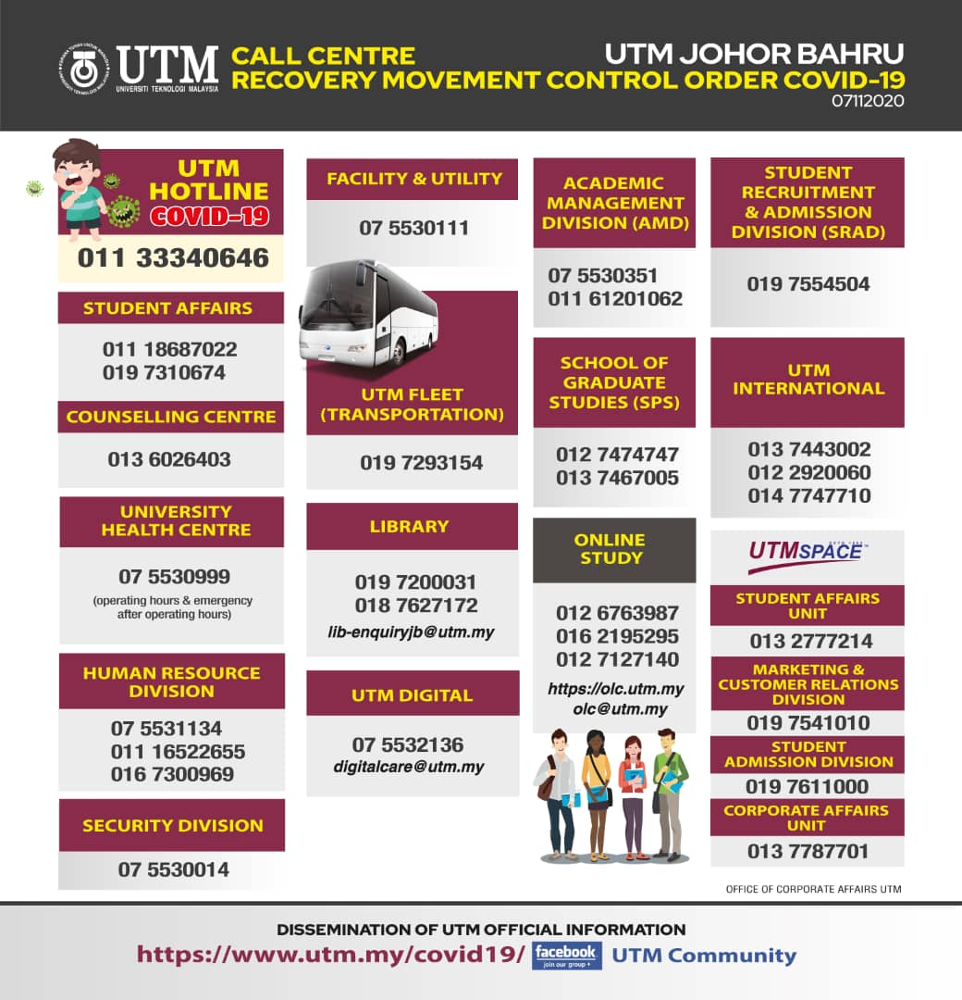 UTM
UNIVERSITI TEKNOLOGI MALAYSIA
CALL CENTRE
UTM JOHOR BAHRU
RECOVERY MOVEMENT CONTROL ORDER COVID-19
07112020
UTM
HOTLINE
COVID-19
011 33340646
STUDENT AFFAIRS
011 18687022
019 7310674
COUNSELLING CENTRE
013 6026403
UNIVERSITY
HEALTH CENTRE
07 5530999
(operating hours & emergency
after operating hours)
HUMAN RESOURCE
DIVISION
07 5531134
011 16522655
016 7300969
SECURITY DIVISION
07 5530014
FACILITY & UTILITY
07 5530111
UTM FLEET
(TRANSPORTATION)
019 7293154
LIBRARY
019 7200031
018 7627172
lib-enquiryjb@utm.my
UTM DIGITAL
07 5532136
digitalcare@utm.my
ACADEMIC
MANAGEMENT
DIVISION (AMD)
07 5530351
011 61201062
SCHOOL OF
GRADUATE
STUDIES (SPS)
012 7474747
013 7467005
ONLINE
STUDY
012 6763987
016 2195295
012 7127140
https://olc.utm.my
olc@utm.my
STUDENT
RECRUITMENT
& ADMISSION
DIVISION (SRAD)
019 7554504
UTM
INTERNATIONAL
013 7443002
012 2920060
014 7747710
UTMSPACE™
STUDENT AFFAIRS
UNIT
013 2777214
MARKETING &
CUSTOMER RELATIONS
DIVISION
019 7541010
STUDENT
ADMISSION DIVISION
019 7611000
CORPORATE AFFAIRS
UNIT
013 7787701
OFFICE OF CORPORATE AFFAIRS UTM
DISSEMINATION OF UTM OFFICIAL INFORMATION
https://www.utm.my/covid19/ facebook UTM Community
join our group +